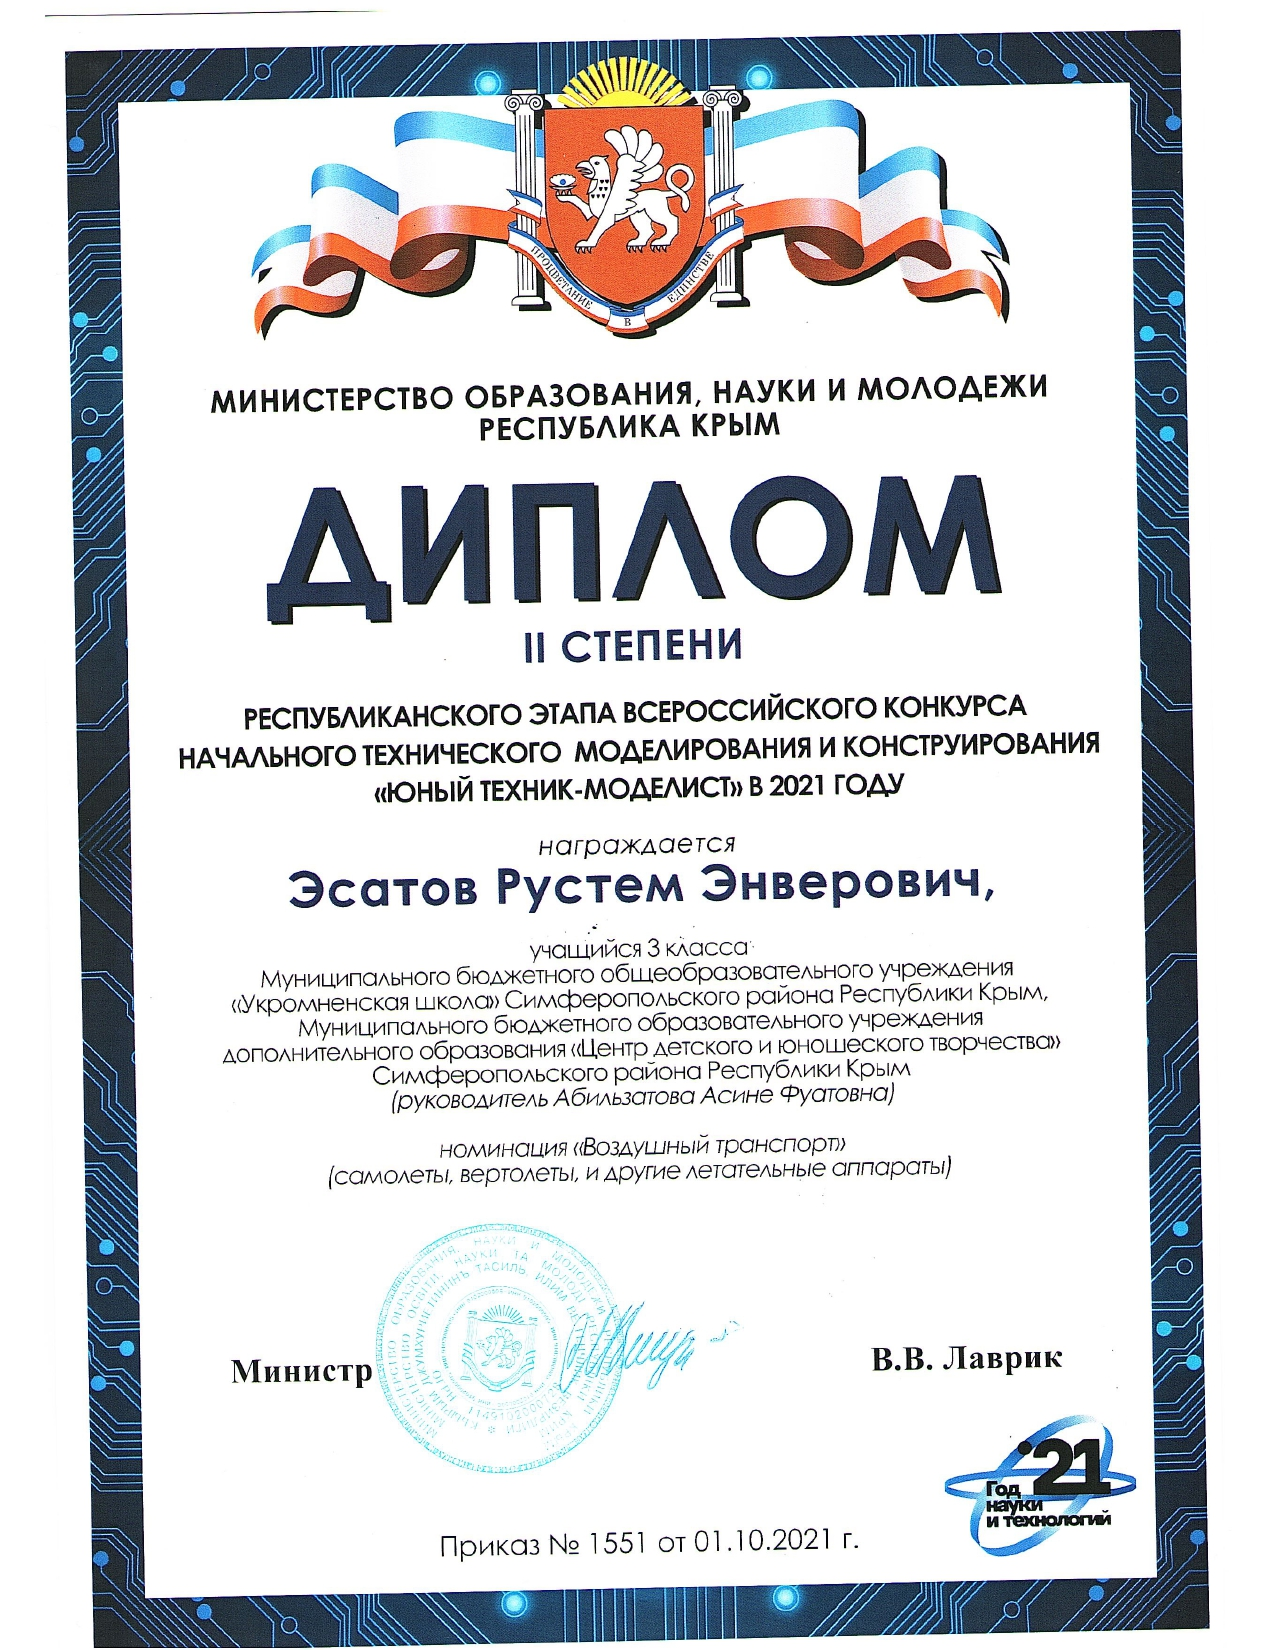 ПРОЦВЕТАНИЕ В ЕДИНСТВЕ
МИНИСТЕРСТВО ОБРАЗОВАНИЯ, НАУКИ И МОЛОДЕЖИ
РЕСПУБЛИКА КРЫМ
ДИПЛОМ
II СТЕПЕНИ
РЕСПУБЛИКАНСКОГО ЭТАПА ВСЕРОССИЙСКОГО КОНКУРСА
НАЧАЛЬНОГО ТЕХНИЧЕСКОГО МОДЕЛИРОВАНИЯ И КОНСТРУИРОВАНИЯ
«ЮНЫЙ ТЕХНИК-МОДЕЛИСТ» В 2021 ГОДУ
награждается
Эсатов Рустем Энверович,
учащийся 3 класса
Муниципального бюджетного общеобразовательного учреждения
«Укромненская школа» Симферопольского района Республики Крым,
Муниципального бюджетного образовательного учреждения
дополнительного образования «Центр детского и юношеского творчества»
Симферопольского района Республики Крым
(руководитель Абильзатова Асине Фуатовна)
номинация «Воздушный транспорт»
(самолеты, вертолеты, и другие летательные аппараты)
Министр
В.В. Лаврик
'21
Год
науки
и технологий
Приказ № 1551 от 01.10.2021 г.